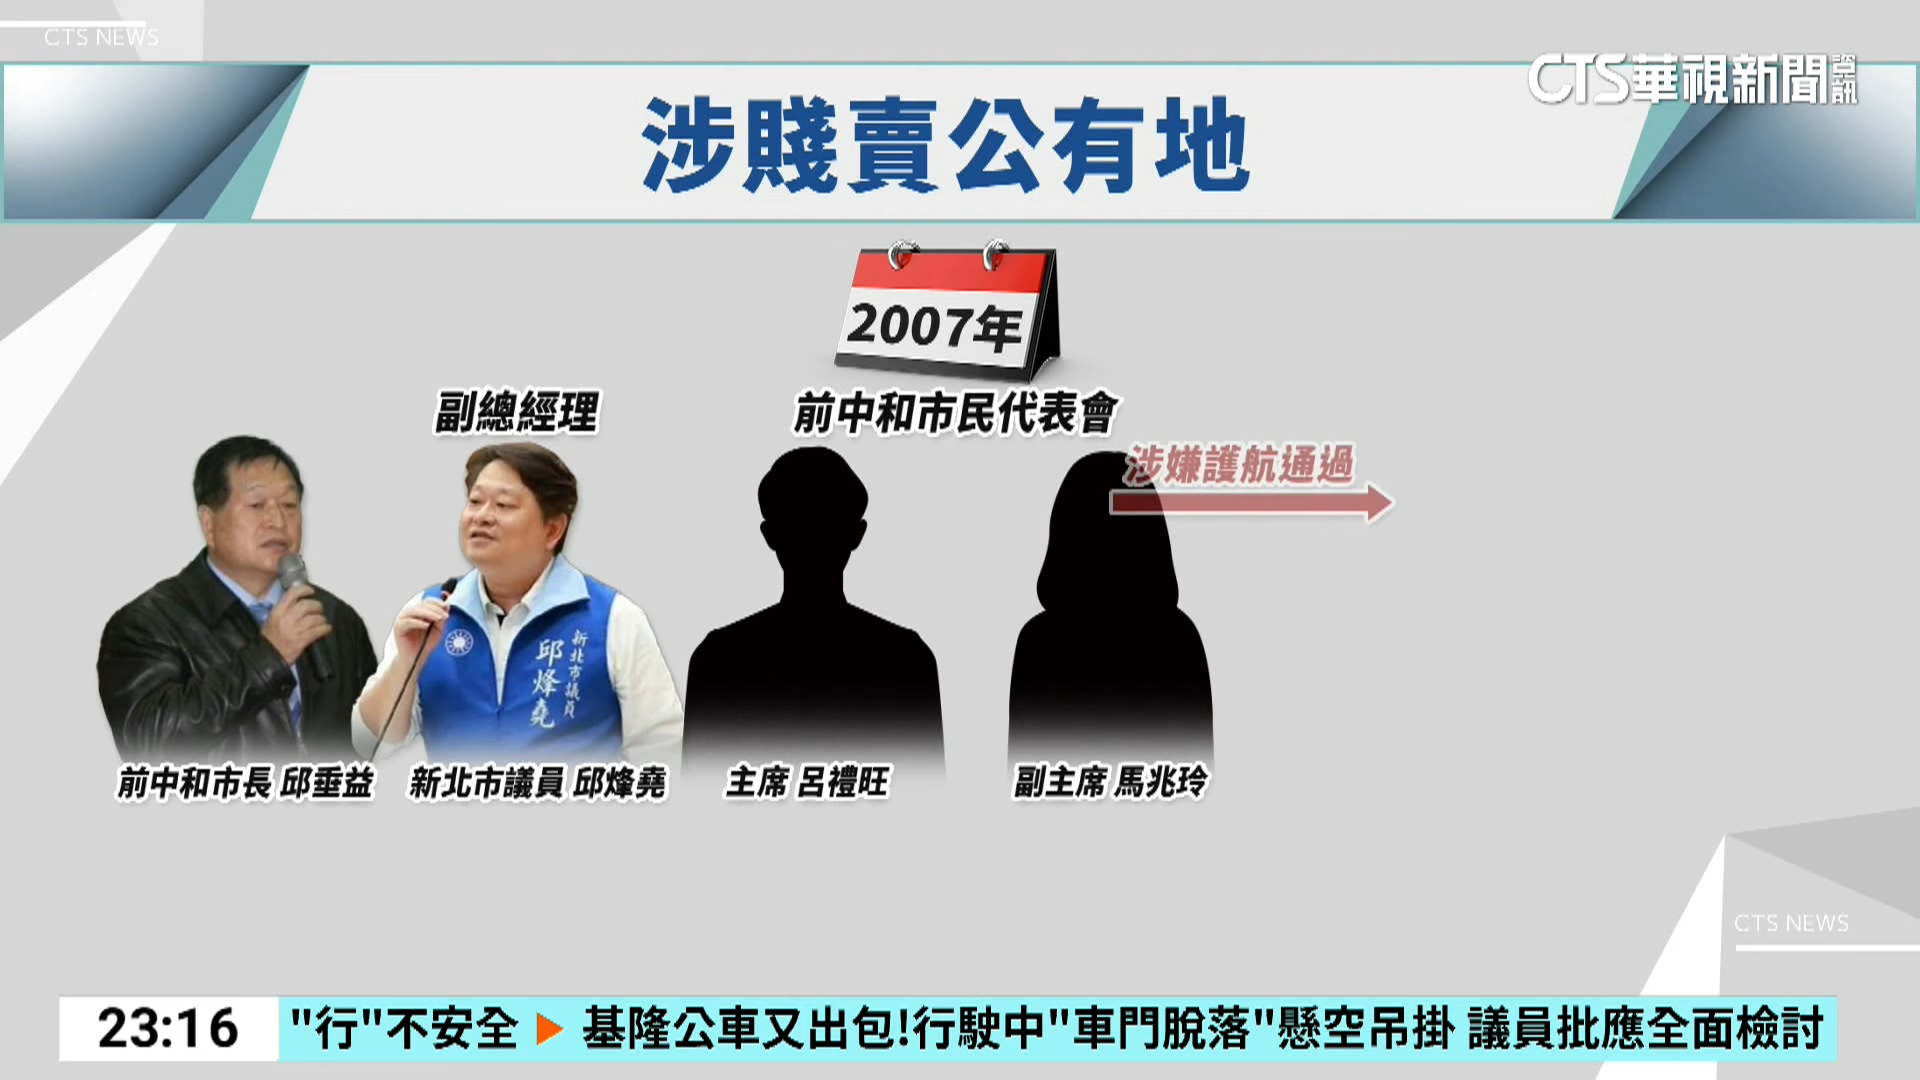 CTS NEWS
CTS華視新聞資訊
涉賤賣公有地
2007年
副總經理
前中和市民代表會
涉嫌護航通過
新北市議員
邱烽堯
前中和市長 邱垂益
新北市議員 邱烽堯
主席 呂禮旺
副主席 馬兆玲
CTS NEWS
23:16
"行"不安全 ▶ 基隆公車又出包!行駛中"車門脫落"懸空吊掛 議員批應全面檢討